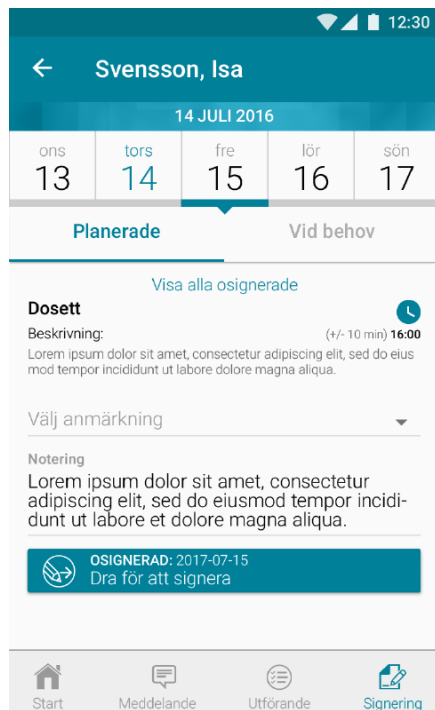 12:30
Svensson, Isa
14 JULI 2016
ons tors fre lör sön
13 14 15 16 17
Planerade Vid behov
Visa alla osignerade
Dosett
Beskrivning: (+/- 10 min) 16:00
Lorem ipsum dolor sit amet, consectetur adipiscing elit, sed do eius
mod tempor incididunt ut labore dolore magna aliqua.
Välj anmärkning
Notering
Lorem ipsum dolor sit amet, consectetur
adipiscing elit, sed do eiusmod tempor incidi-
dunt ut labore et dolore magna aliqua.
OSIGNERAD: 2017-07-15
Dra för att signera
Start Meddelande Utförande Signering